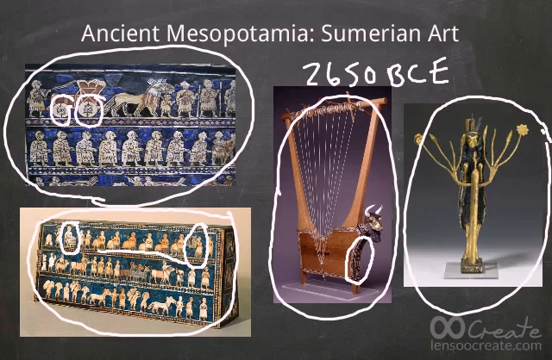 Ancient Mesopotamia: Sumerian Art
2650 BCE
Create
lensoocreate.com